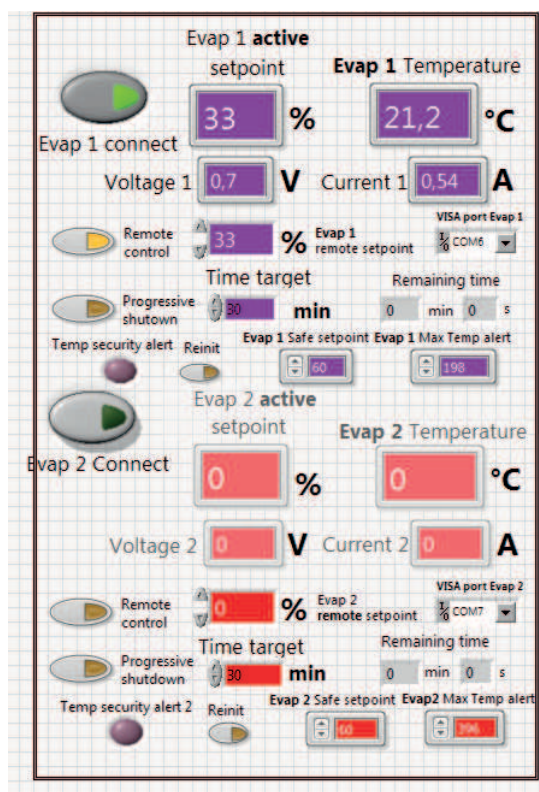 Evap 1 active
setpoint
Evap 1 Temperature
33 %
21,2 °C
Evap 1 connect
Voltage 1 0,7 V
Current 1 0,54 A
Remote control
33 %
Evap 1 remote setpoint
VISA port Evap 1
COM6
Time target
Remaining time
Progressive shutown
30 min
0 min 0 s
Temp security alert
Reinit
Evap 1 Safe setpoint
Evap 1 Max Temp alert
60
198
Evap 2 active
setpoint
Evap 2 Temperature
Evap 2 Connect
0 %
0 °C
Voltage 2 0 V
Current 2 0 A
Remote control
0 %
Evap 2 remote setpoint
VISA port Evap 2
COM7
Time target
Remaining time
Progressive shutdown
30 min
0 min 0 s
Temp security alert 2
Reinit
Evap 2 Safe setpoint
Evap2 Max Temp alert
60
396